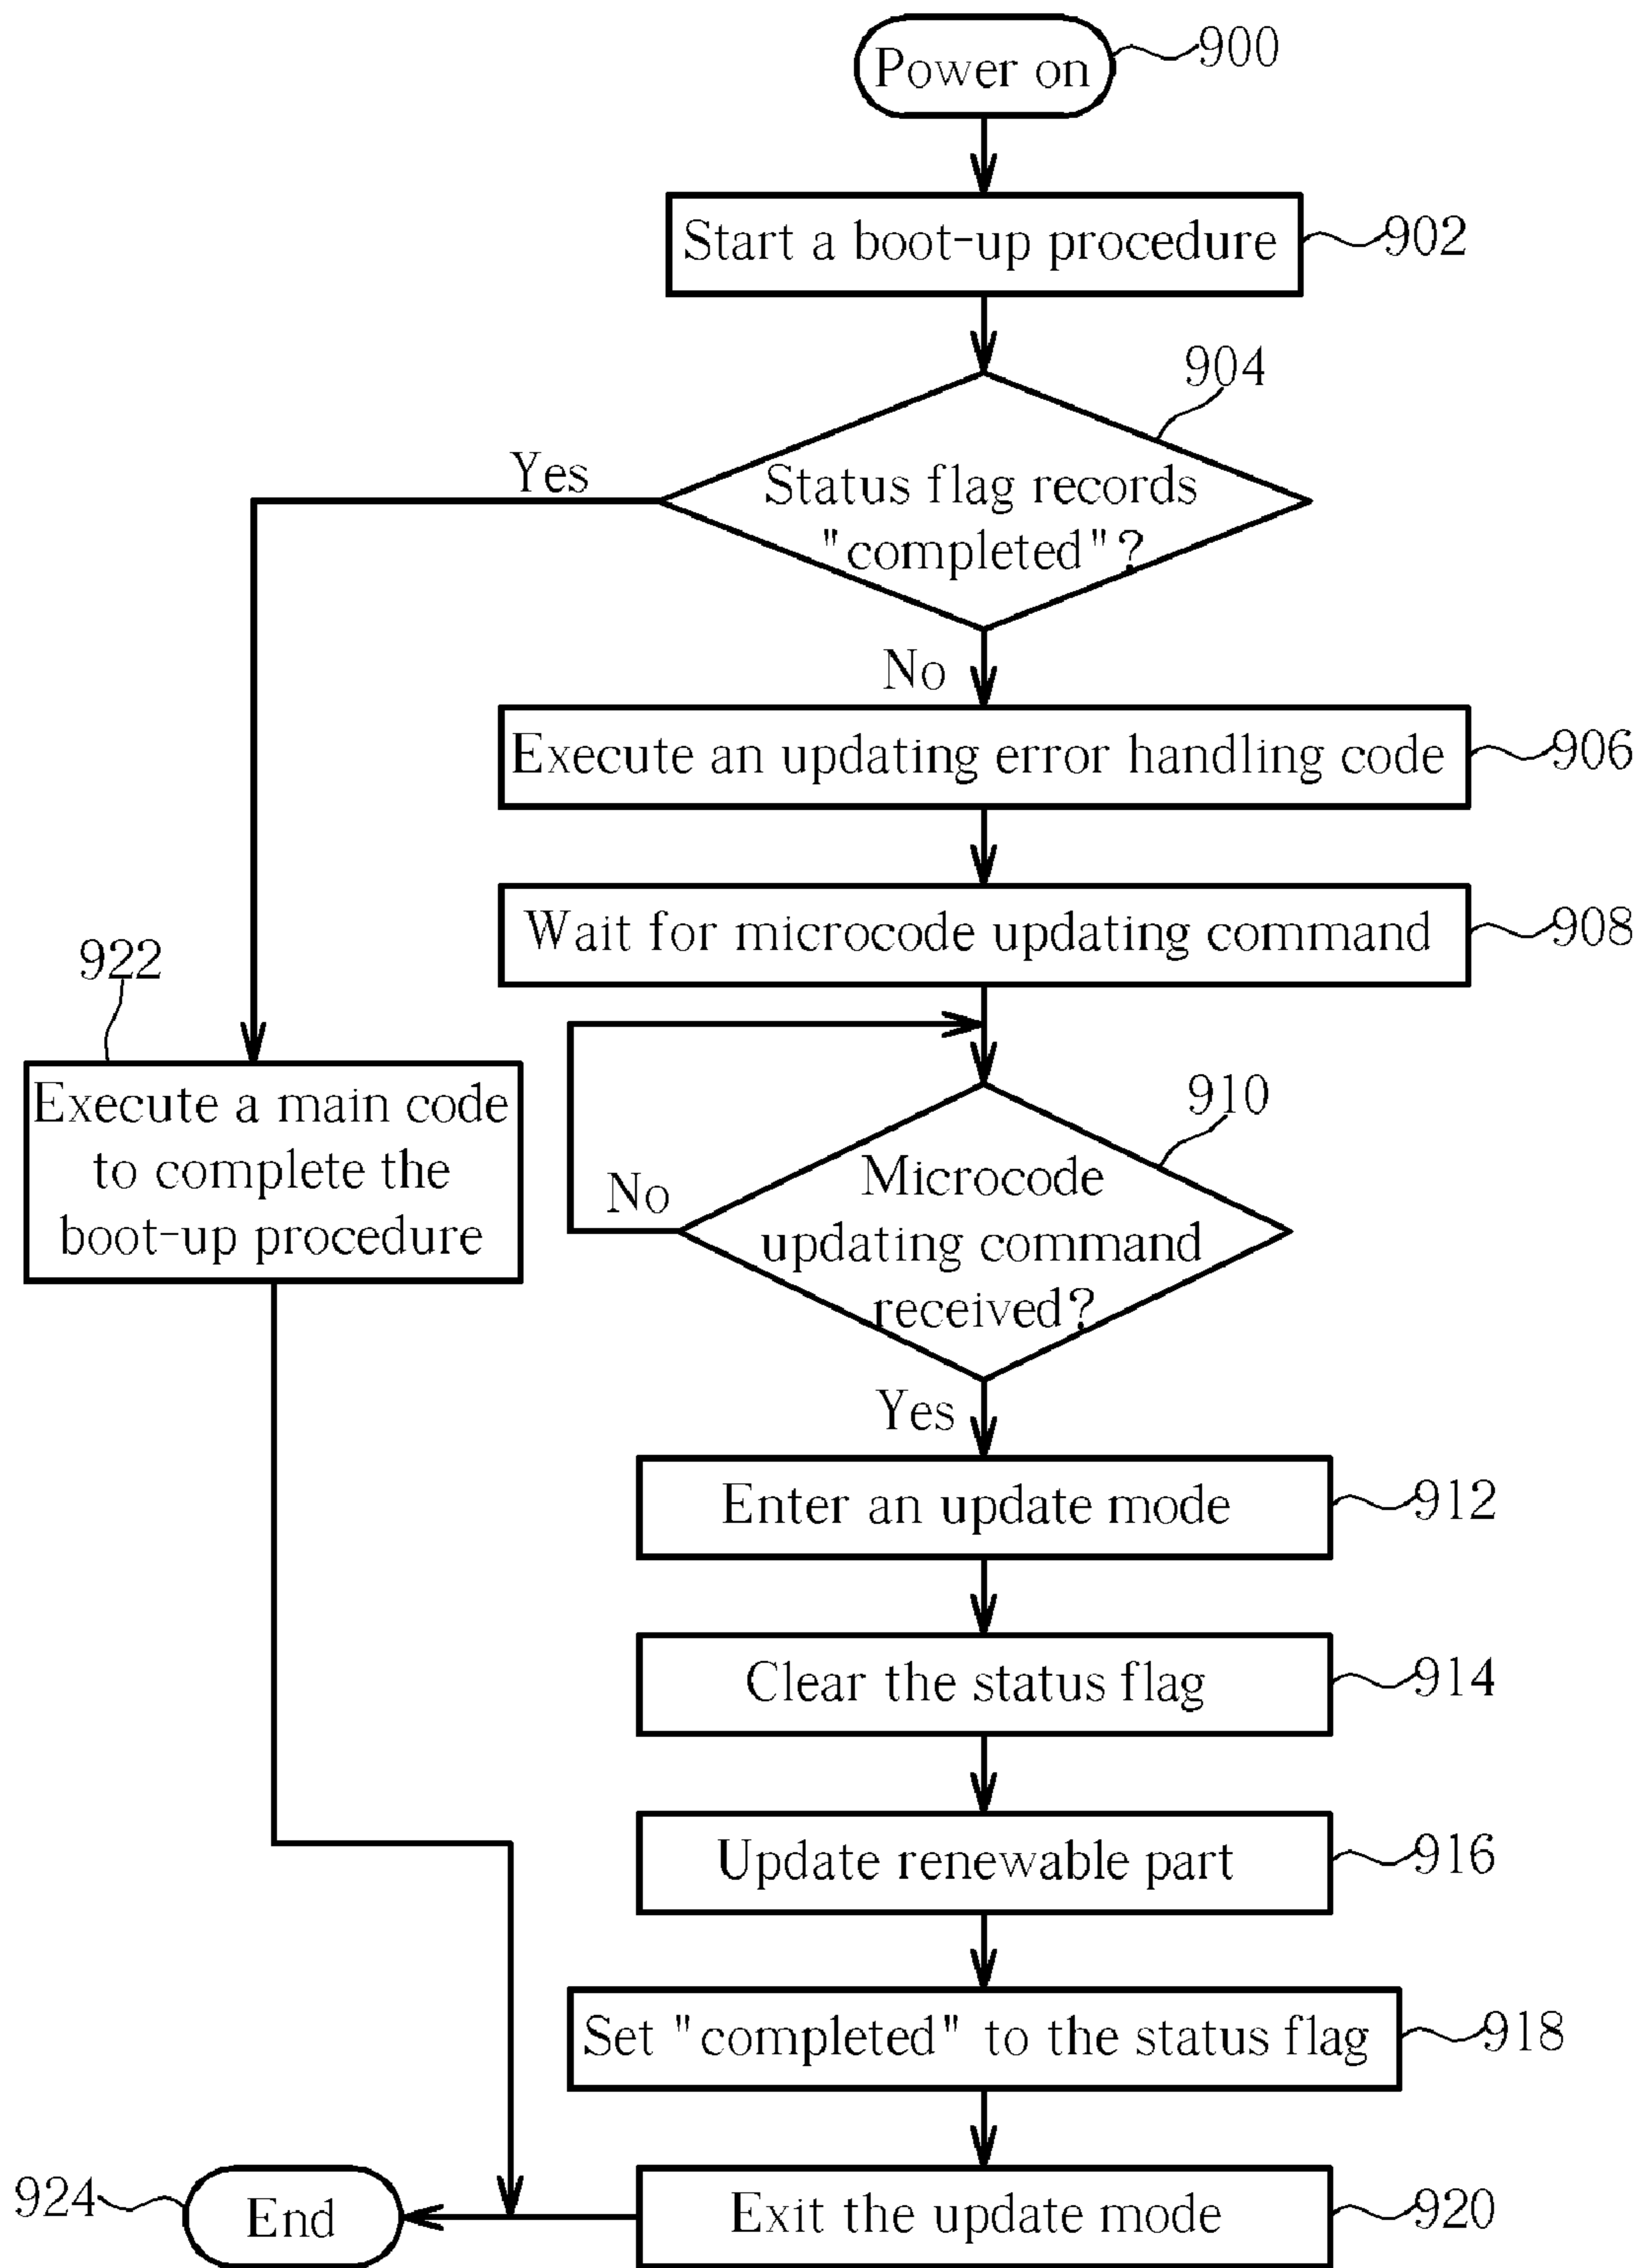 Power on
900
Start a boot-up procedure
902
904
Status flag records
"completed"?
Yes
No
Execute an updating error handling code
906
Wait for microcode updating command
908
922
Execute a main code
to complete the
boot-up procedure
910
Microcode
updating command
received?
No
Yes
Enter an update mode
912
Clear the status flag
914
Update renewable part
916
Set "completed" to the status flag
918
Exit the update mode
920
924
End